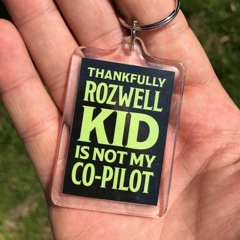 THANKFULLY
ROZWELL
KID
IS NOT MY
CO-PILOT